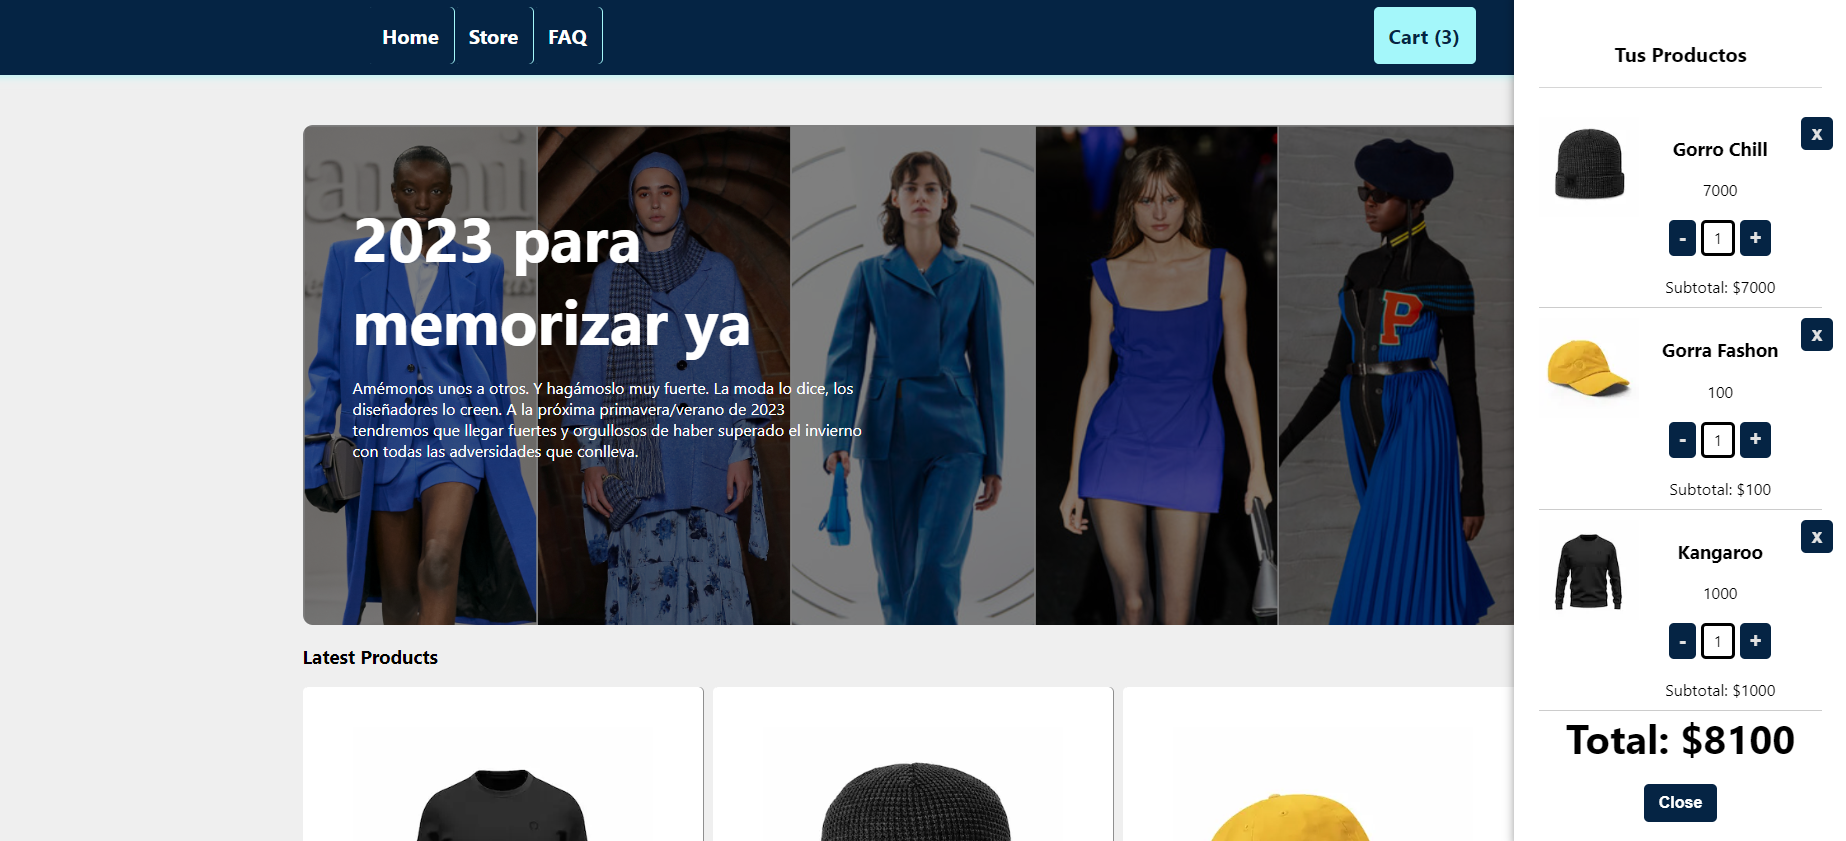 Home
Store
FAQ
Cart (3)
2023 para
memorizar ya
Amémonos unos a otros. Y hagámoslo muy fuerte. La moda lo dice, los
diseñadores lo creen. A la próxima primavera/verano de 2023
tendremos que llegar fuertes y orgullosos de haber superado el invierno
con todas las adversidades que conlleva.
P
Latest Products
Tus Productos
x
Gorro Chill
7000
- 1 +
Subtotal: $7000
x
Gorra Fashon
100
- 1 +
Subtotal: $100
x
Kangaroo
1000
- 1 +
Subtotal: $1000
Total: $8100
Close